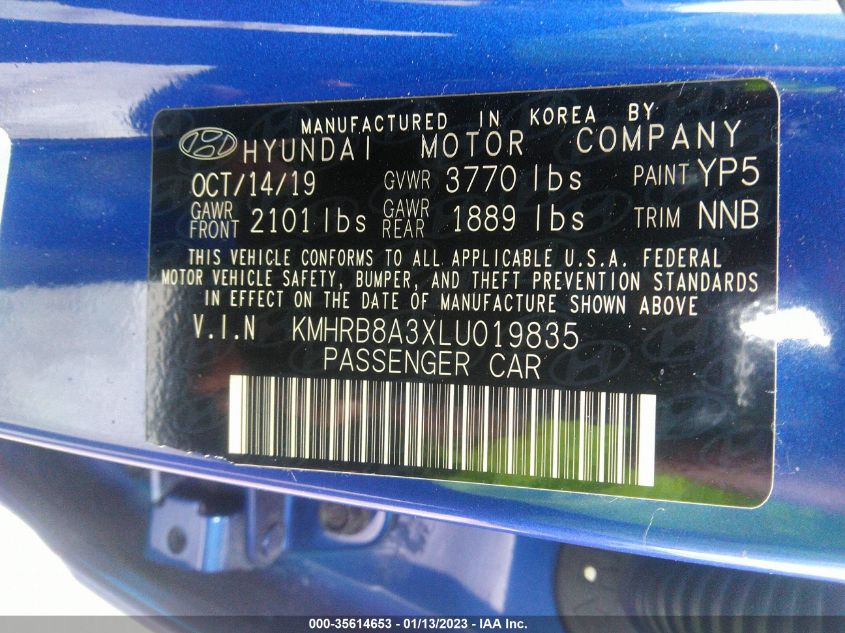 MANUFACTURED IN KOREA BY
HYUNDAI MOTOR COMPANY
OCT/14/19 GVWR 3770 lbs PAINT YP5
GAWR FRONT 2101 lbs GAWR REAR 1889 lbs TRIM NNB
THIS VEHICLE CONFORMS TO ALL APPLICABLE U.S.A. FEDERAL
MOTOR VEHICLE SAFETY, BUMPER, AND THEFT PREVENTION STANDARDS
IN EFFECT ON THE DATE OF MANUFACTURE SHOWN ABOVE
V.I.N KMHRB8A3XLU019835
PASSENGER CAR
000-35614653 - 01/13/2023 - IAA Inc.